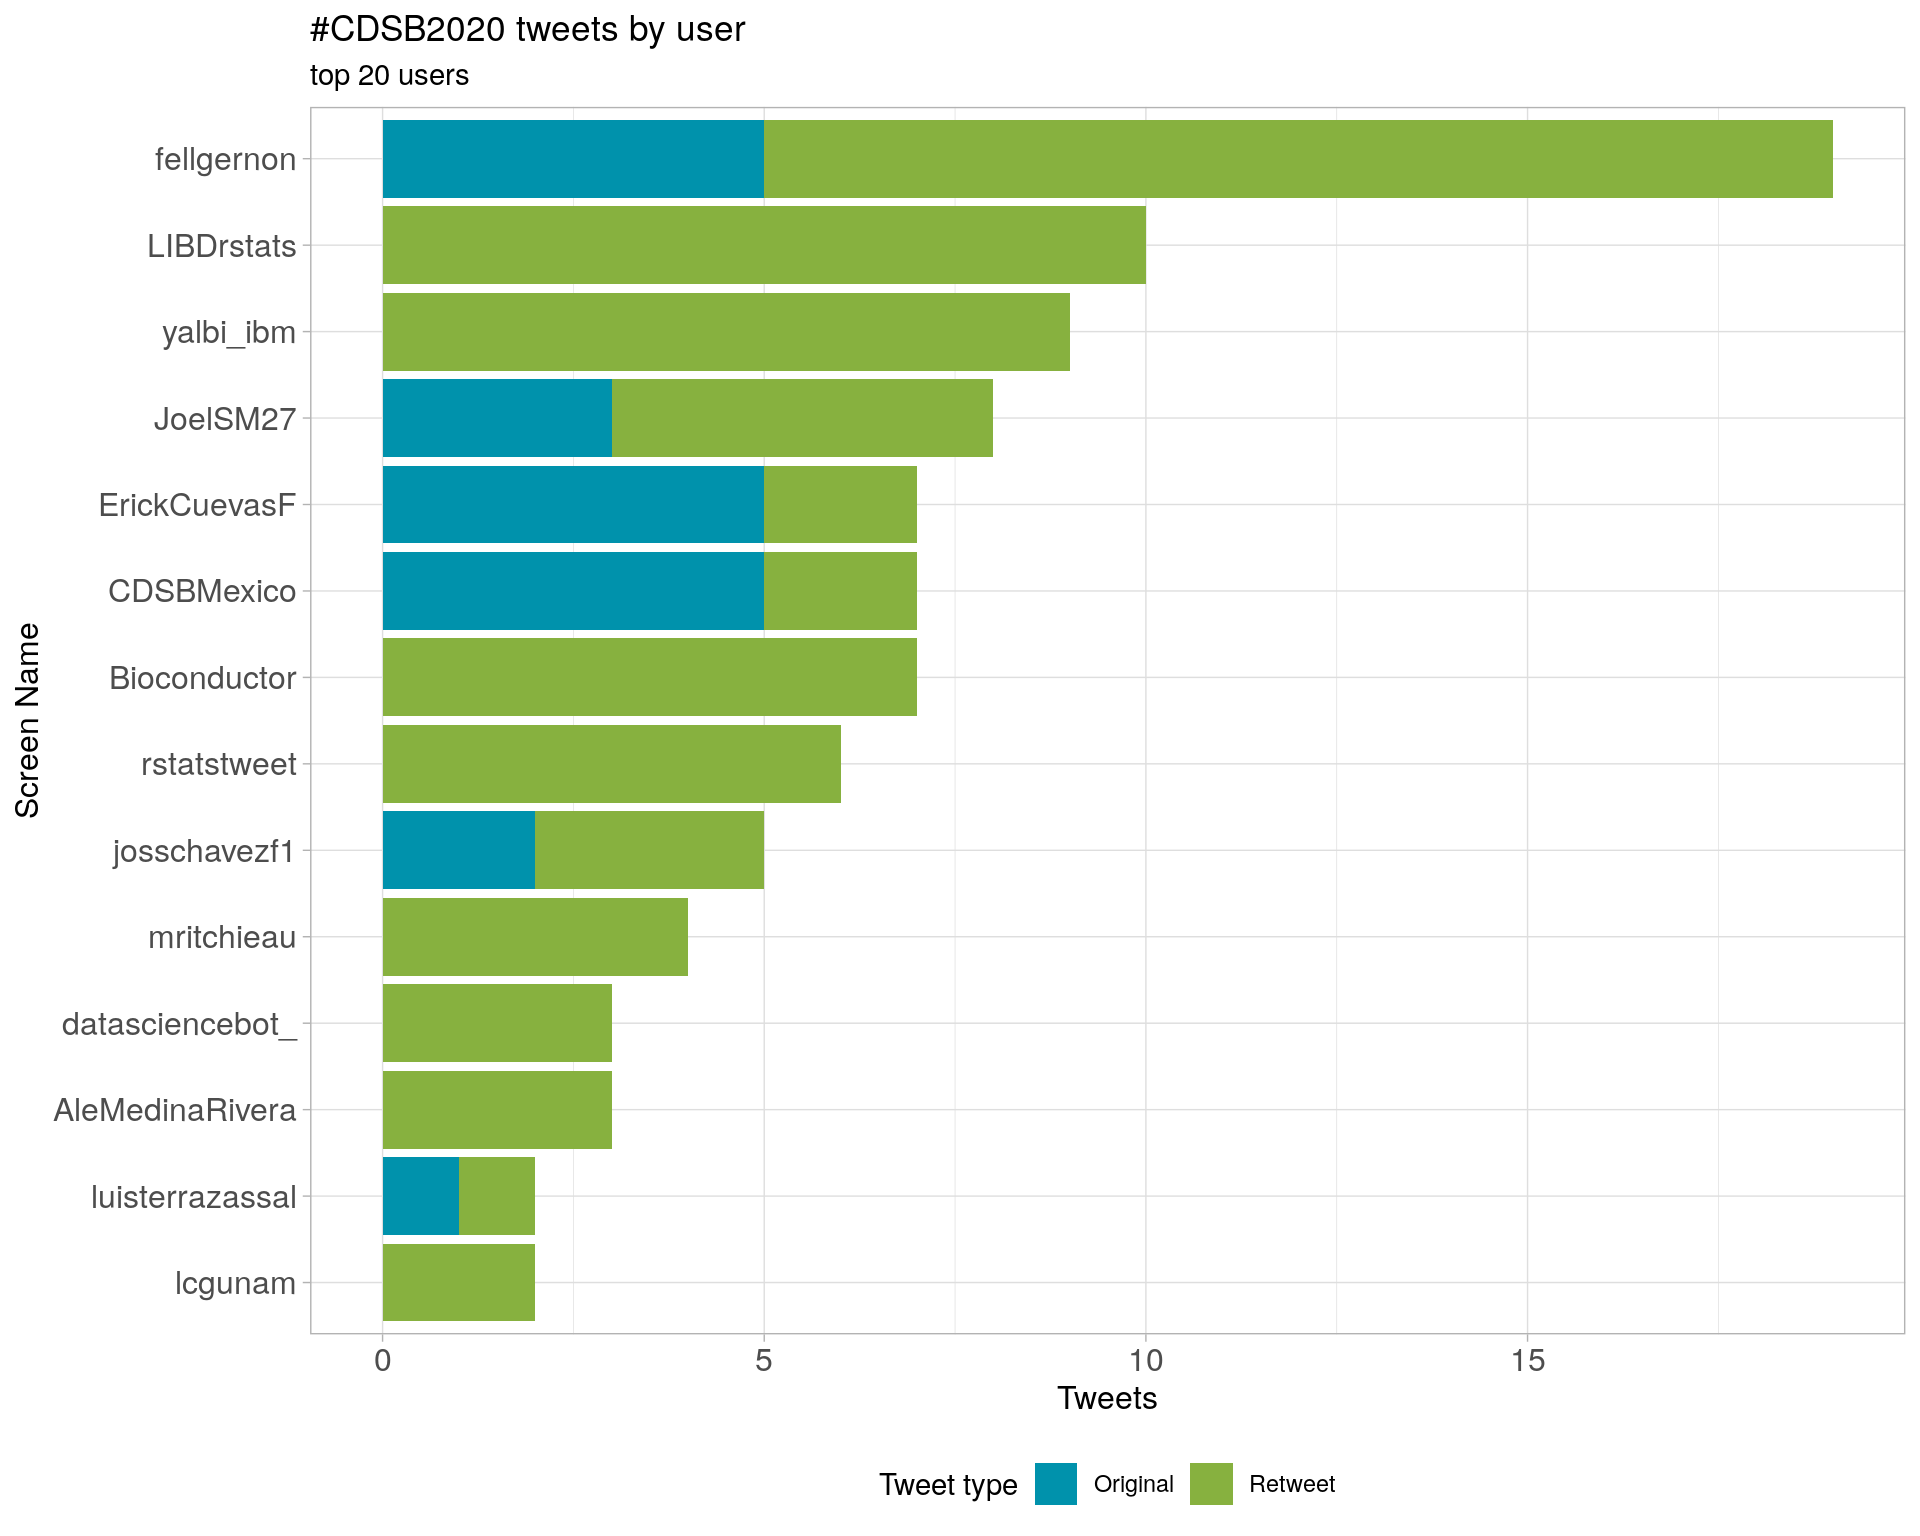 #CDSB2020 tweets by user
top 20 users
Screen Name
fellgernon
LIBDrstats
yalbi_ibm
JoelSM27
ErickCuevasF
CDSBMexico
Bioconductor
rstatstweet
josschavezf1
mritchieau
datasciencebot_
AleMedinaRivera
luisterrazassal
lcgunam
0 5 10 15
Tweets
Tweet type Original Retweet